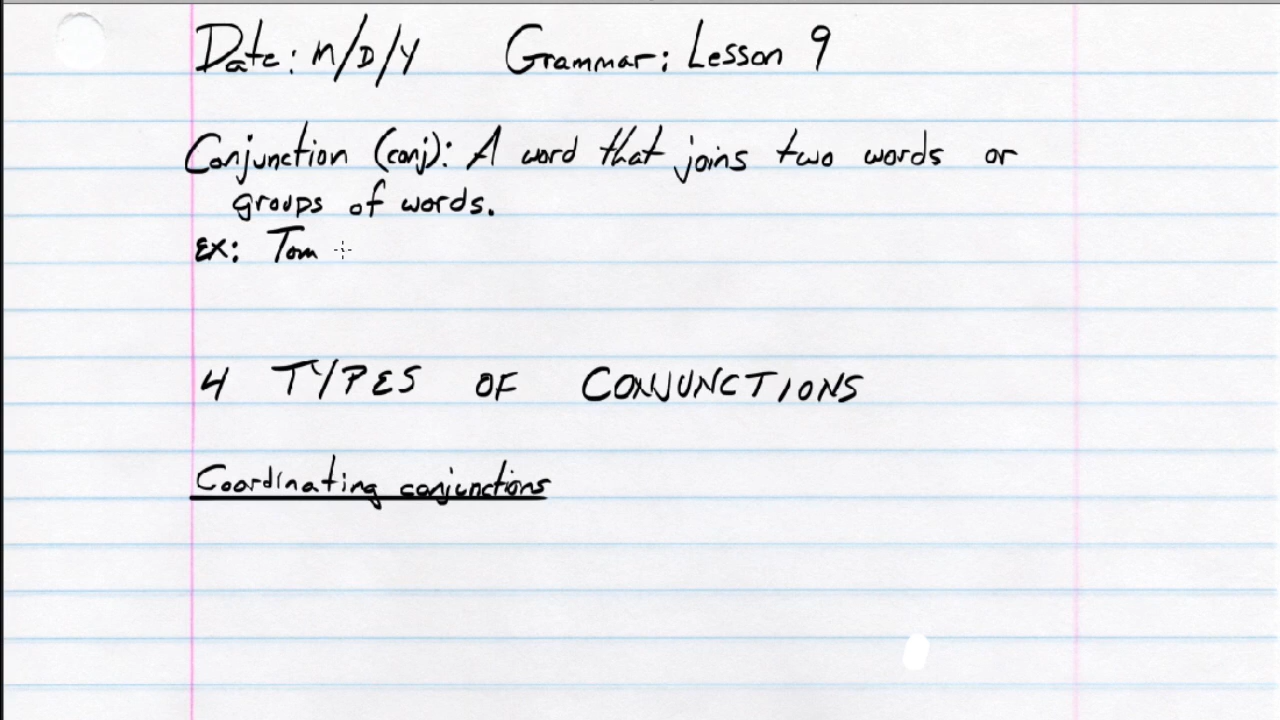 Date: M/D/Y Grammar: Lesson 9
Conjunction (conj): A word that joins two words or
groups of words.
Ex: Tom
4 TYPES OF CONJUNCTIONS
Coordinating conjunctions